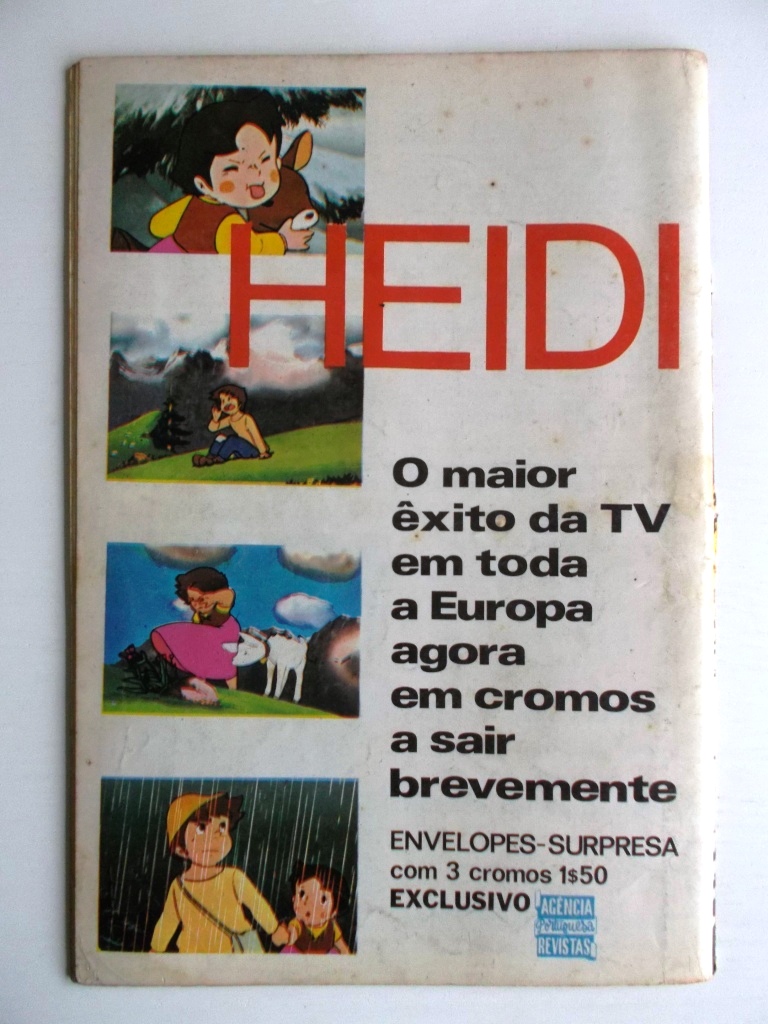 HEIDI
O maior
êxito da TV
em toda
a Europa
agora
em cromos
a sair
brevemente
ENVELOPES-SURPRESA
com 3 cromos 1$50
EXCLUSIVO
AGÊNCIA
Portuguesa
REVISTAS